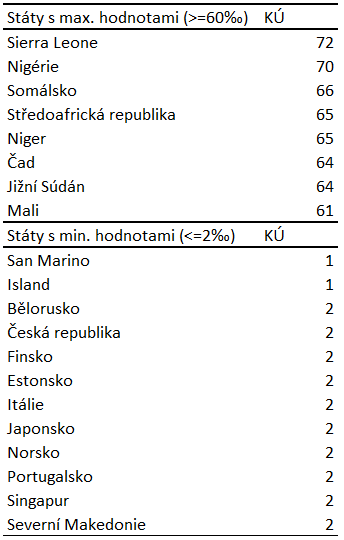 Státy s max. hodnotami (>=60‰) KÚ
Sierra Leone 72
Nigérie 70
Somálsko 66
Středoafrická republika 65
Niger 65
Čad 64
Jižní Súdán 64
Mali 61
Státy s min. hodnotami (<=2‰) KÚ
San Marino 1
Island 1
Bělorusko 2
Česká republika 2
Finsko 2
Estonsko 2
Itálie 2
Japonsko 2
Norsko 2
Portugalsko 2
Singapur 2
Severní Makedonie 2